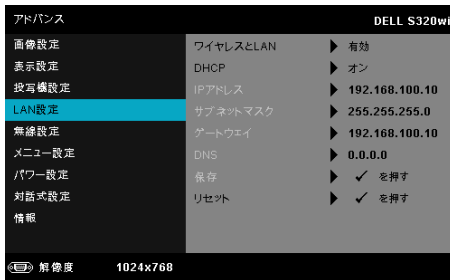 アドバンス DELL S320wi
画像設定
表示設定
投写機設定
LAN設定
無線設定
メニュー設定
パワー設定
対話式設定
情報
ワイヤレスとLAN 有効
DHCP オン
IPアドレス 192.168.100.10
サブネットマスク 255.255.255.0
ゲートウエイ 192.168.100.10
DNS 0.0.0.0
保存 ✓ を押す
リセット ✓ を押す
解像度 1024x768